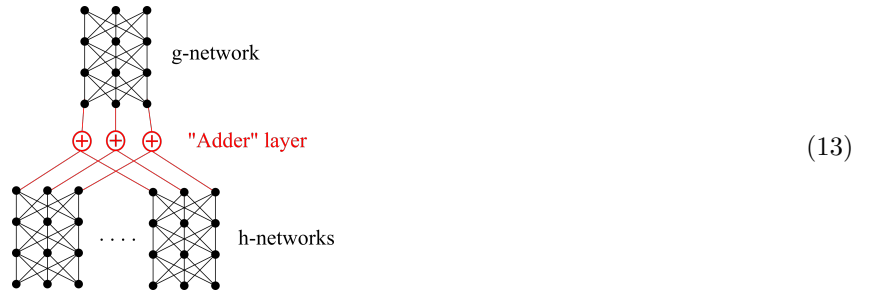 g-network
"Adder" layer
(13)
. . . .
h-networks